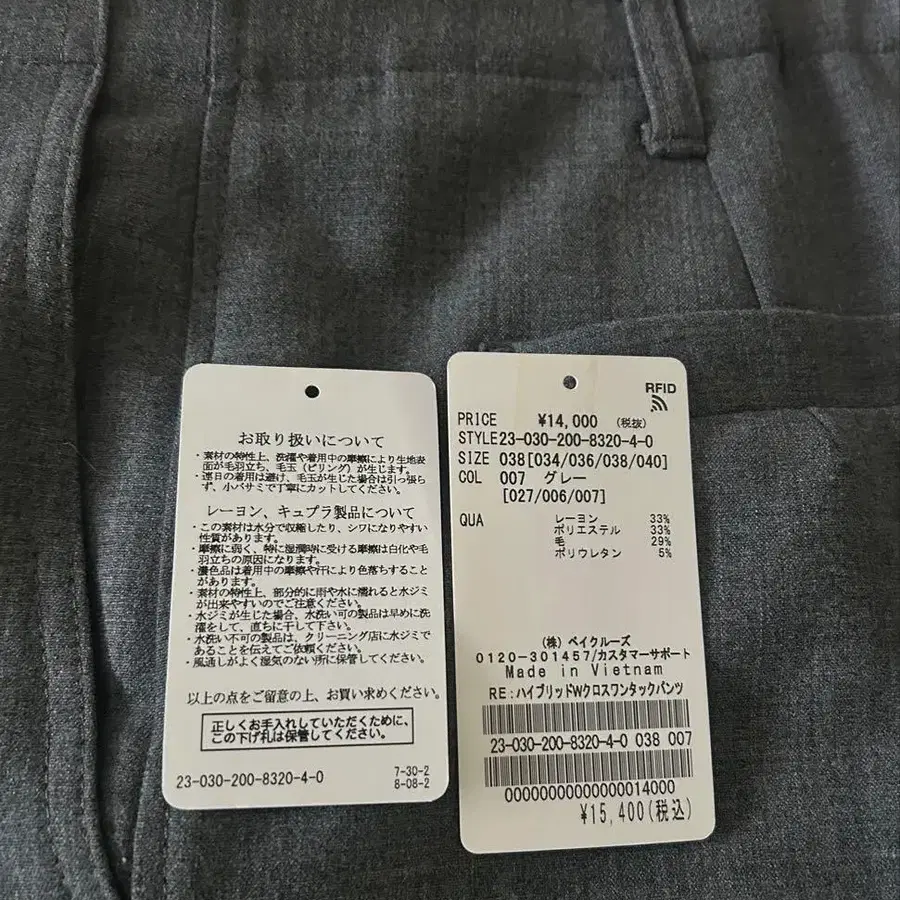 お取り扱いについて
・素材の特性上、洗濯や着用中の摩擦により生地表
面が毛羽立ち、毛玉(ピリング)が生じます。
・連日の着用は避け、毛玉が生じた場合は引っ張ら
ず、小バサミで丁寧にカットしてください。
レーヨン、キュプラ製品について
・この素材は水分で収縮したり、シワになりやすい
性質があります。
・摩擦に弱く、特に湿潤時に受ける摩擦は白化や毛
羽立ちの原因になります。
・濃色品は着用中の摩擦や汗により色落ちすること
があります。
・素材の特性上、部分的に雨や水に濡れると水ジミ
が出来やすいのでご注意ください。
・水ジミが生じた場合、水洗い可の製品は早めに洗
濯をして、直ちに干して下さい。
・水洗い不可の製品は、クリーニング店に水ジミで
あることを伝えてご依頼ください。
・風通しがよく湿気のない所に保管してください。
以上の点をご留意の上、お買い求めください。
正しくお手入れしていただくために、
この下げ札は保管してください。
23-030-200-8320-4-0
7-30-2
8-08-2
RFID
PRICE ¥14,000 (税抜)
STYLE23-030-200-8320-4-0
SIZE 038[034/036/038/040]
COL 007 グレー
[027/006/007]
QUA レーヨン 33%
ポリエステル 33%
毛 29%
ポリウレタン 5%
(株) ベイクルーズ
0120-301457/カスタマーサポート
Made in Vietnam
RE:ハイブリッドWクロスワンタックパンツ
23-030-200-8320-4-0 038 007
00000000000000014000
¥15,400(税込)